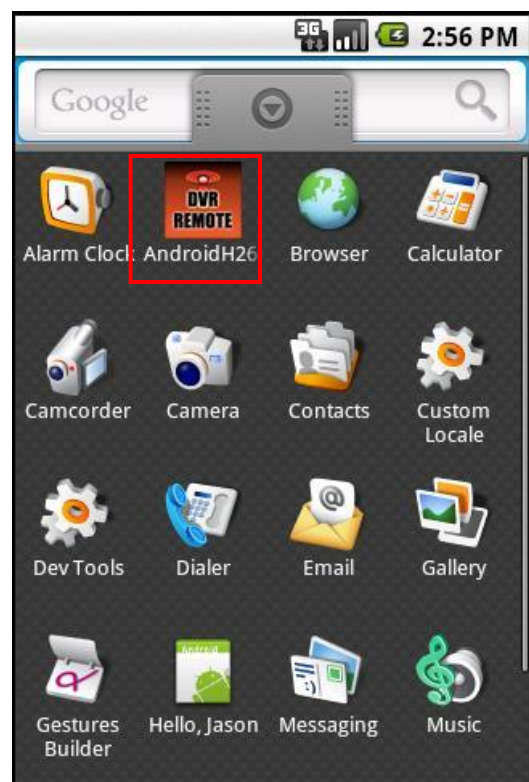 3G 2:56 PM
Google
DVR
REMOTE
Alarm Clock AndroidH26 Browser Calculator
Camcorder Camera Contacts Custom
Locale
@
Dev Tools Dialer Email Gallery
Android
Gestures Hello, Jason Messaging Music
Builder